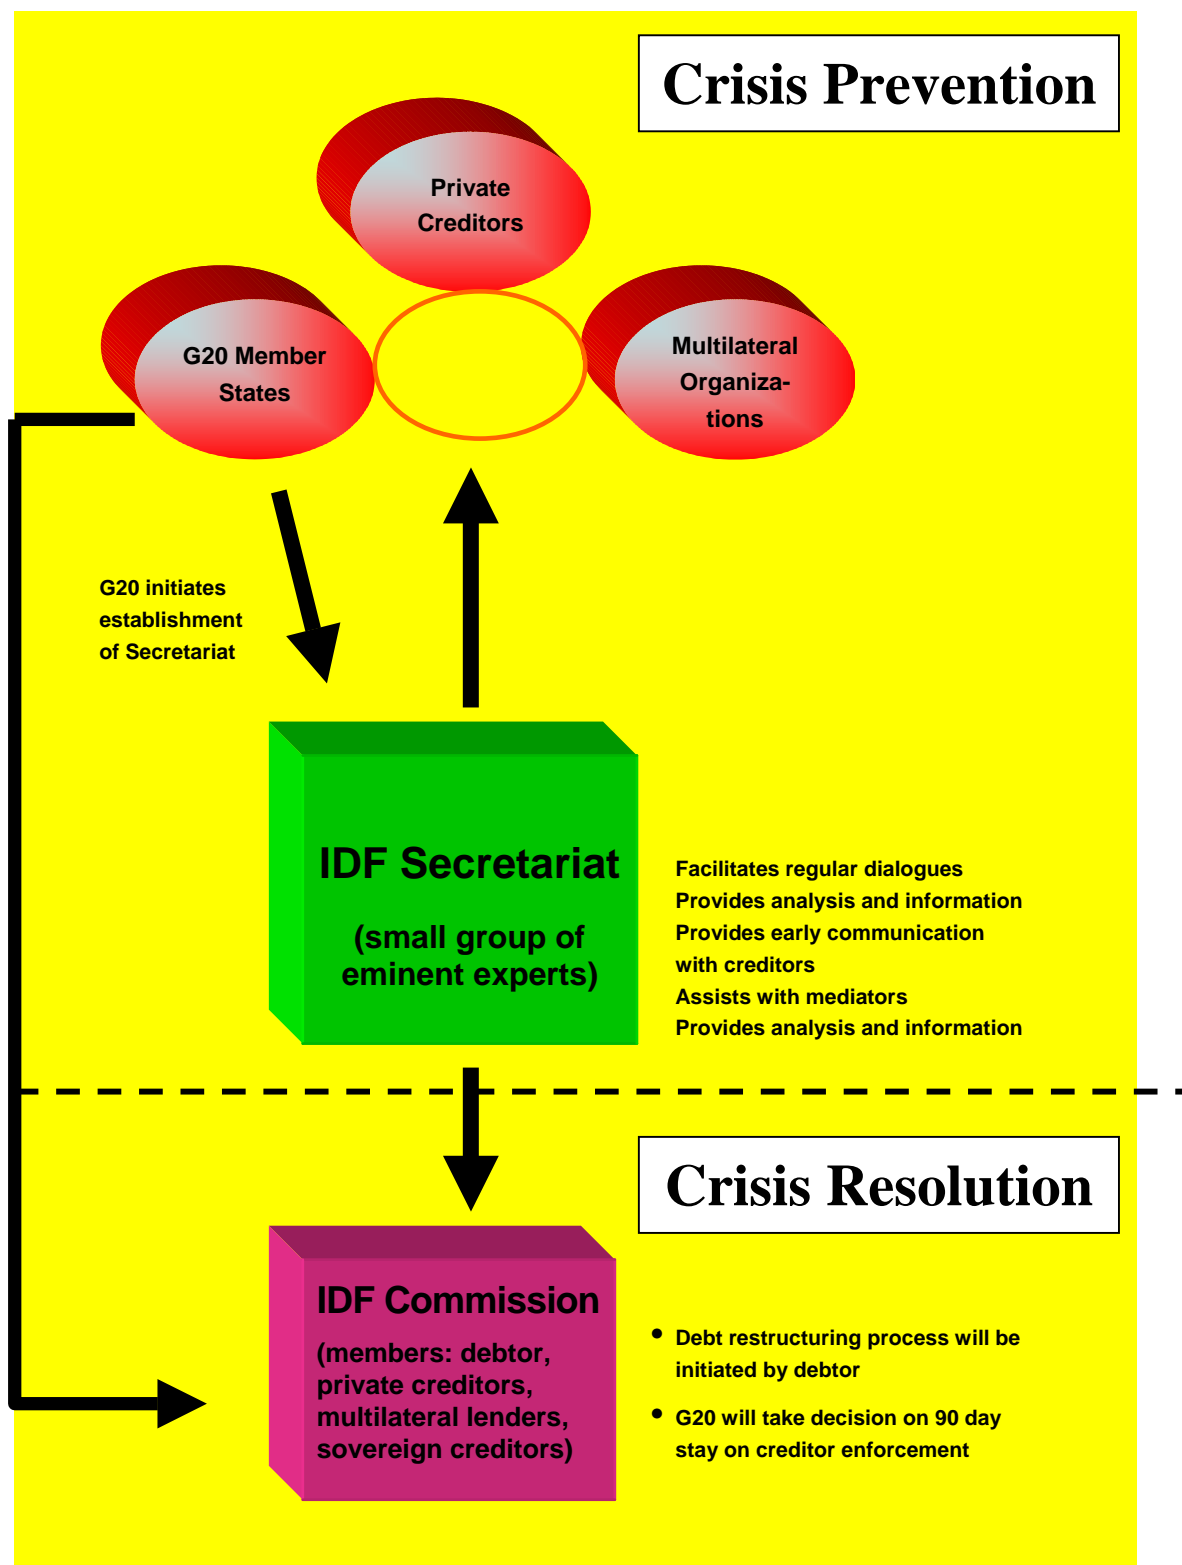 Crisis Prevention
Private
Creditors
G20 Member
States
Multilateral
Organiza-
tions
G20 initiates
establishment
of Secretariat
IDF Secretariat
(small group of
eminent experts)
Facilitates regular dialogues
Provides analysis and information
Provides early communication
with creditors
Assists with mediators
Provides analysis and information
Crisis Resolution
IDF Commission
(members: debtor,
private creditors,
multilateral lenders,
sovereign creditors)
• Debt restructuring process will be
initiated by debtor
• G20 will take decision on 90 day
stay on creditor enforcement